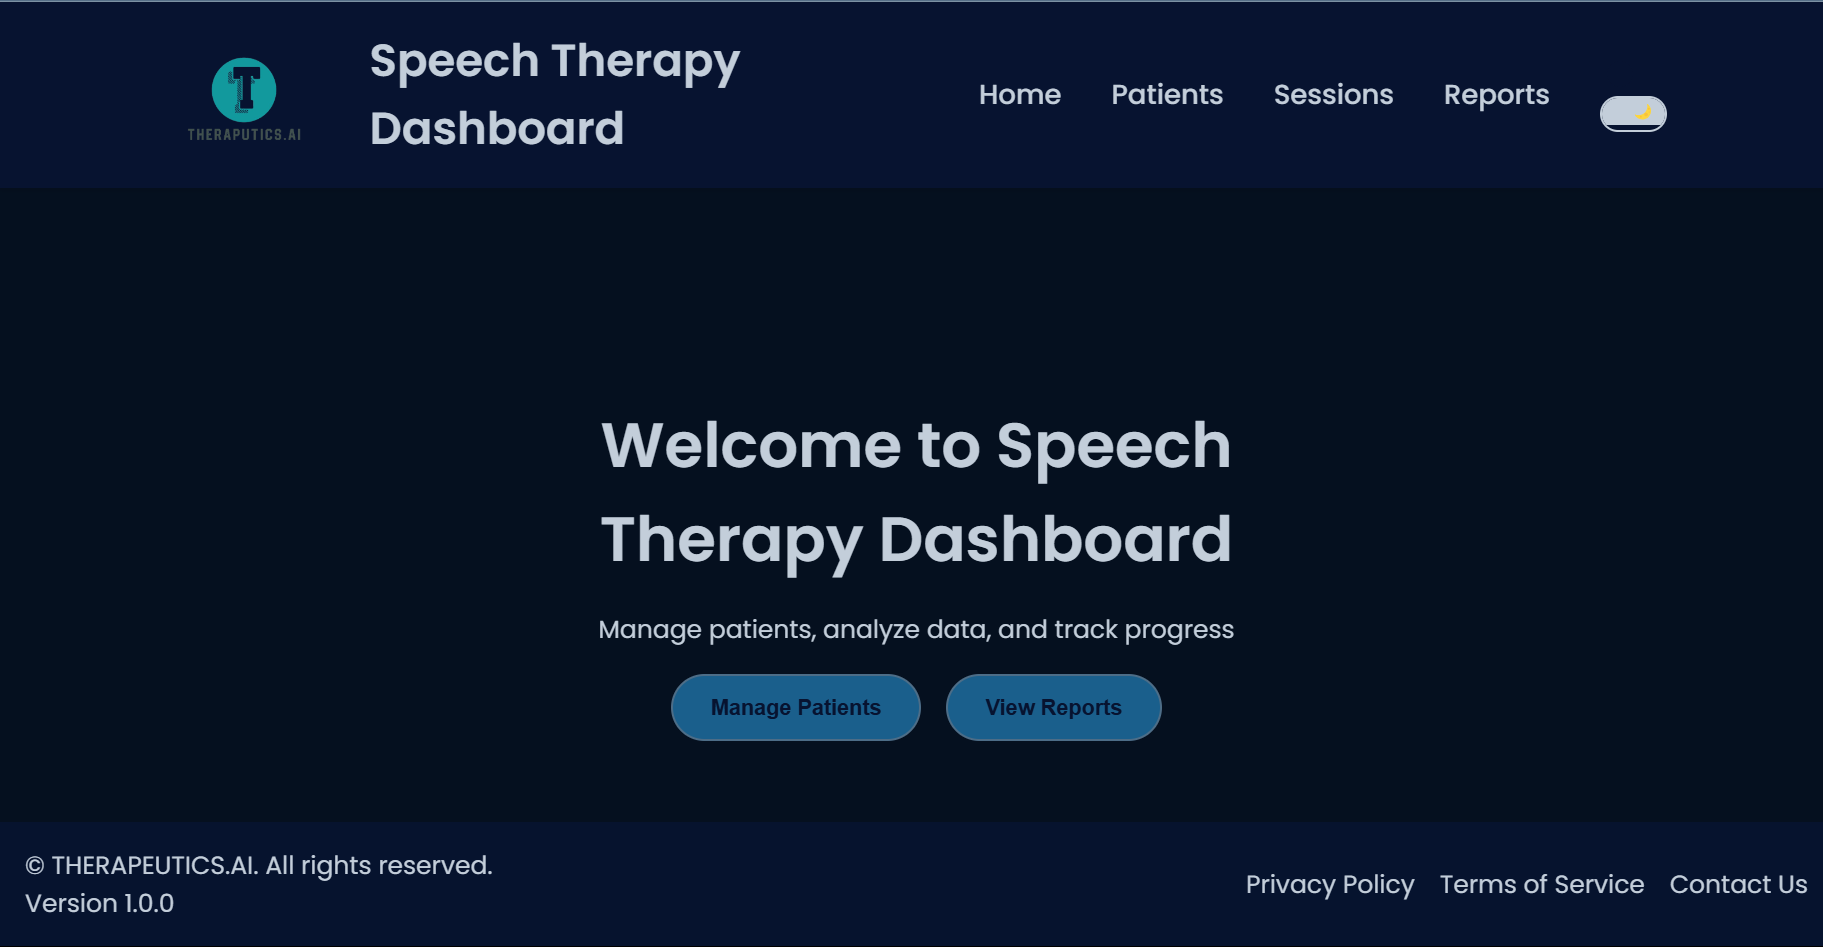 T
THERAPUTICS.AI
Speech Therapy
Dashboard
Home Patients Sessions Reports
Welcome to Speech
Therapy Dashboard
Manage patients, analyze data, and track progress
Manage Patients View Reports
© THERAPEUTICS.AI. All rights reserved.
Version 1.0.0
Privacy Policy Terms of Service Contact Us